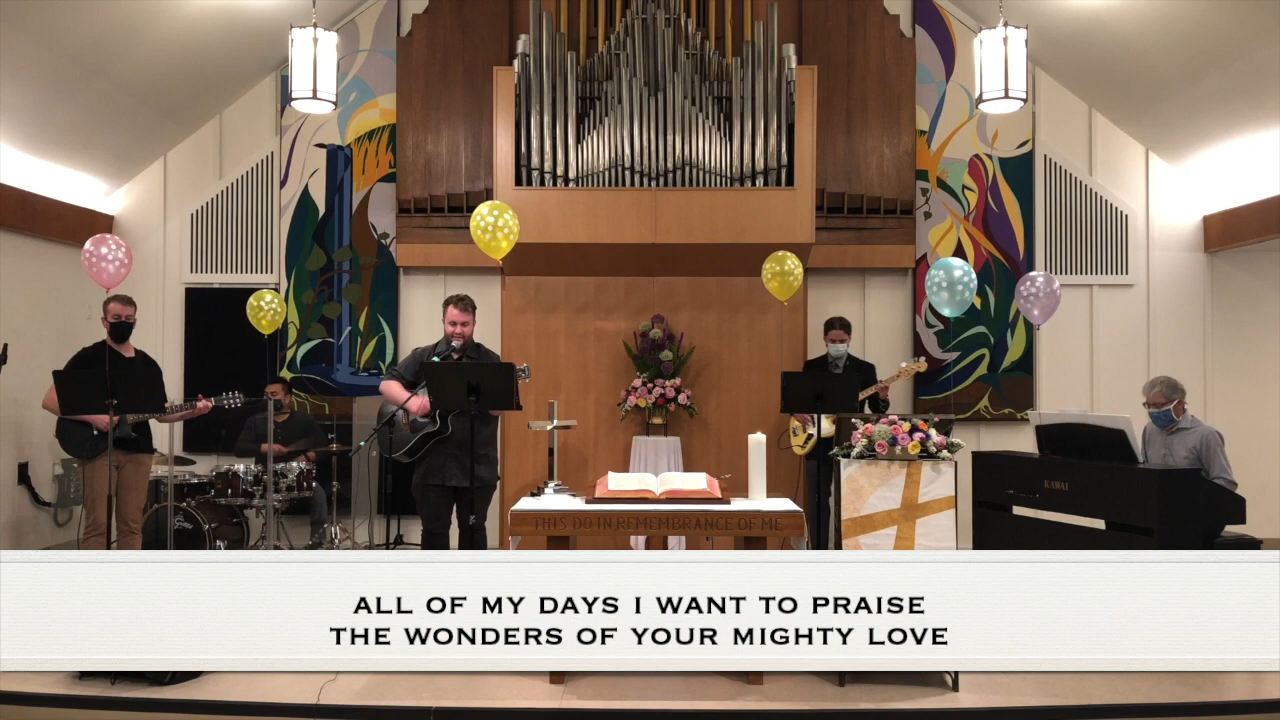 KAWAI
THIS DO IN REMEMBRANCE OF ME
ALL OF MY DAYS I WANT TO PRAISE
THE WONDERS OF YOUR MIGHTY LOVE